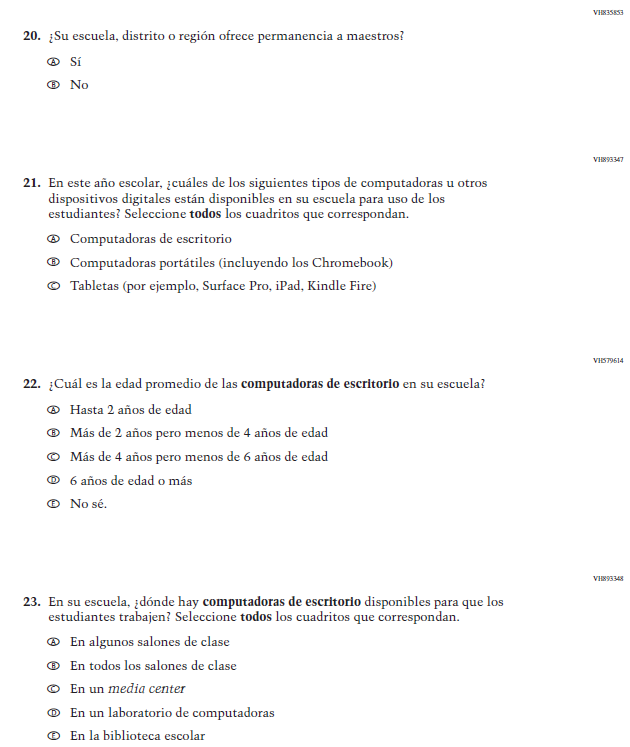 VH835853
20. ¿Su escuela, distrito o región ofrece permanencia a maestros?
A Sí
B No
VH893347
21. En este año escolar, ¿cuáles de los siguientes tipos de computadoras u otros
dispositivos digitales están disponibles en su escuela para uso de los
estudiantes? Seleccione todos los cuadritos que correspondan.
A Computadoras de escritorio
B Computadoras portátiles (incluyendo los Chromebook)
C Tabletas (por ejemplo, Surface Pro, iPad, Kindle Fire)
VH579614
22. ¿Cuál es la edad promedio de las computadoras de escritorio en su escuela?
A Hasta 2 años de edad
B Más de 2 años pero menos de 4 años de edad
C Más de 4 años pero menos de 6 años de edad
D 6 años de edad o más
E No sé.
VH893348
23. En su escuela, ¿dónde hay computadoras de escritorio disponibles para que los
estudiantes trabajen? Seleccione todos los cuadritos que correspondan.
A En algunos salones de clase
B En todos los salones de clase
C En un media center
D En un laboratorio de computadoras
E En la biblioteca escolar